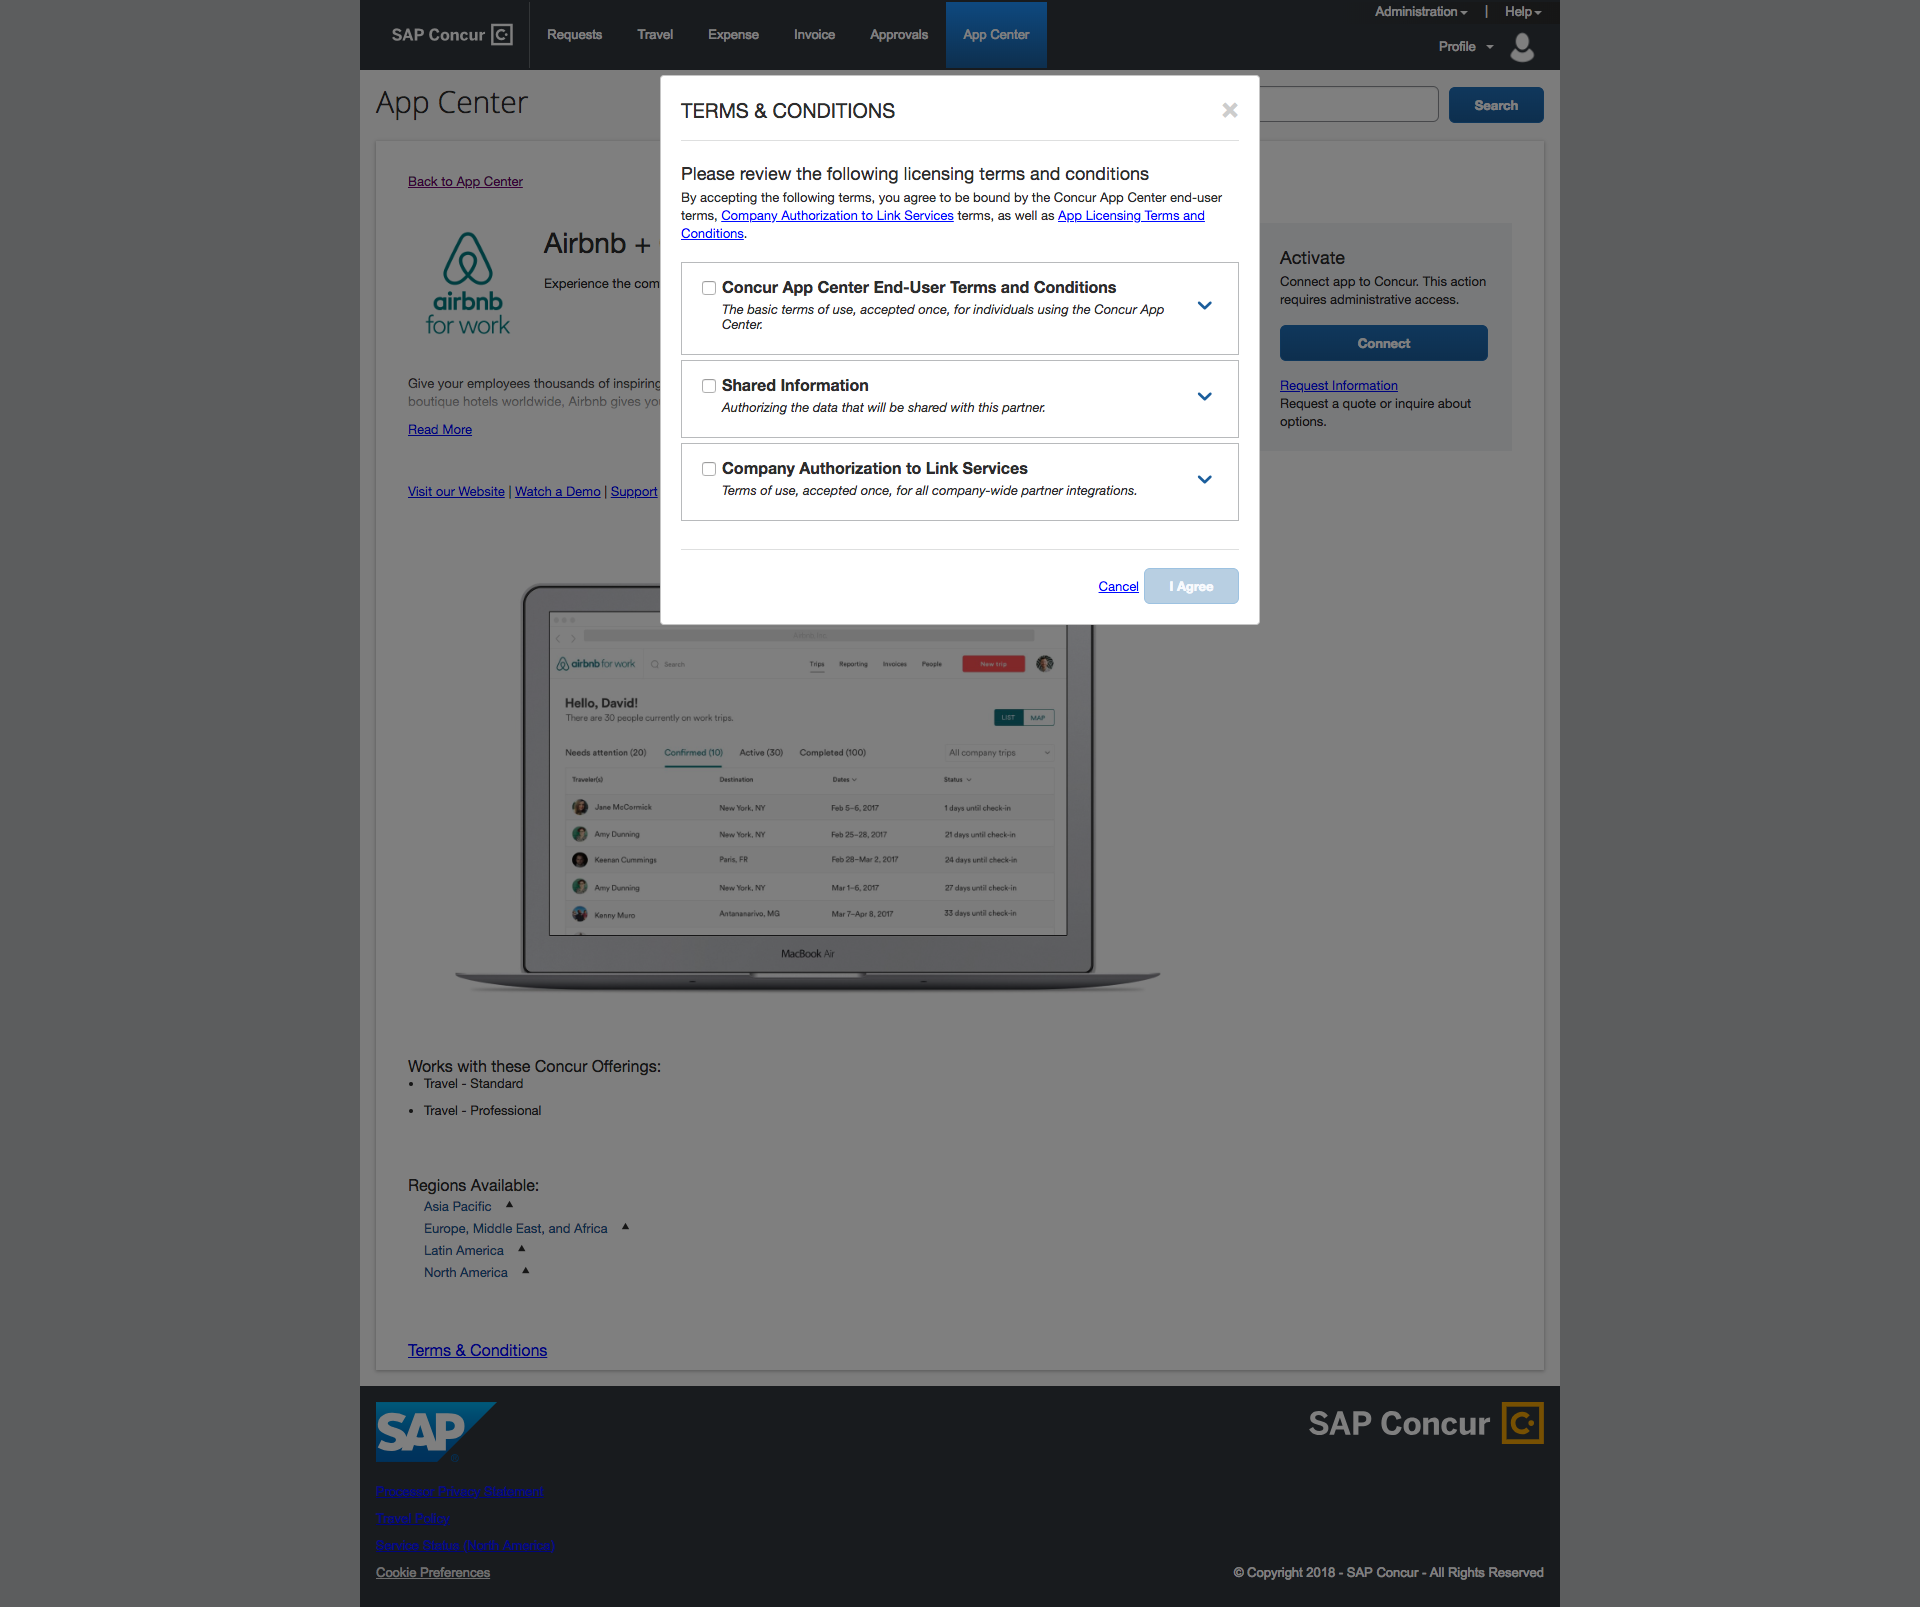 SAP Concur
Requests
Travel
Expense
Invoice
Approvals
App Center
Administration
|
Help
Profile
App Center
Search
TERMS & CONDITIONS
Please review the following licensing terms and conditions
By accepting the following terms, you agree to be bound by the Concur App Center end-user
terms, Company Authorization to Link Services terms, as well as App Licensing Terms and
Conditions.
Concur App Center End-User Terms and Conditions
The basic terms of use, accepted once, for individuals using the Concur App
Center.
Shared Information
Authorizing the data that will be shared with this partner.
Company Authorization to Link Services
Terms of use, accepted once, for all company-wide partner integrations.
Cancel
I Agree
Back to App Center
airbnb
for work
Airbnb +
Experience the com
Give your employees thousands of inspiring
boutique hotels worldwide, Airbnb gives you
Read More
Visit our Website | Watch a Demo | Support
Activate
Connect app to Concur. This action
requires administrative access.
Connect
Request Information
Request a quote or inquire about
options.
airbnb for work
Search
Trips
Reporting
Invoices
People
New trip
Hello, David!
There are 30 people currently on work trips.
LIST
MAP
Needs attention (20)
Confirmed (10)
Active (30)
Completed (100)
All company trips
Traveler(s) Destination Dates Status
Jane McCormick New York, NY Feb 5–6, 2017 1 days until check-in
Amy Dunning New York, NY Feb 25–28, 2017 21 days until check-in
Keenan Cummings Paris, FR Feb 28–Mar 2, 2017 24 days until check-in
Amy Dunning New York, NY Mar 1–6, 2017 27 days until check-in
Kenny Muro Antananarivo, MG Mar 7–Apr 8, 2017 33 days until check-in
MacBook Air
Works with these Concur Offerings:
• Travel - Standard
• Travel - Professional
Regions Available:
Asia Pacific
Europe, Middle East, and Africa
Latin America
North America
Terms & Conditions
SAP
SAP Concur
Processor Privacy Statement
Travel Policy
Service Status (North America)
Cookie Preferences
© Copyright 2018 - SAP Concur - All Rights Reserved